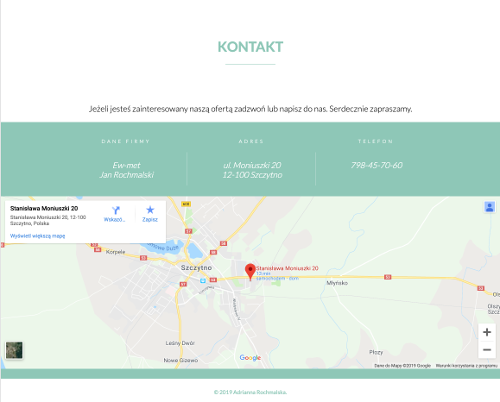 KONTAKT
Jeżeli jesteś zainteresowany naszą ofertą zadzwoń lub napisz do nas. Serdecznie zapraszamy.
DANE FIRMY
Ew-met
Jan Rochmalski
ADRES
ul. Moniuszki 20
12-100 Szczytno
TELEFON
798-45-70-60
Stanisława Moniuszki 20
Stanisława Moniuszki 20, 12-100
Szczytno, Polska
Wyświetl większą mapę
Wskazó...
Zapisz
Korpele
Szczytno
Stanisława Moniuszki 20
Młyńsko
Leśny Dwór
Nowe Gizewo
Płozy
Google
Dane do Mapy ©2019 Google
Warunki korzystania z programu
© 2019 Adrianna Rochmalska.